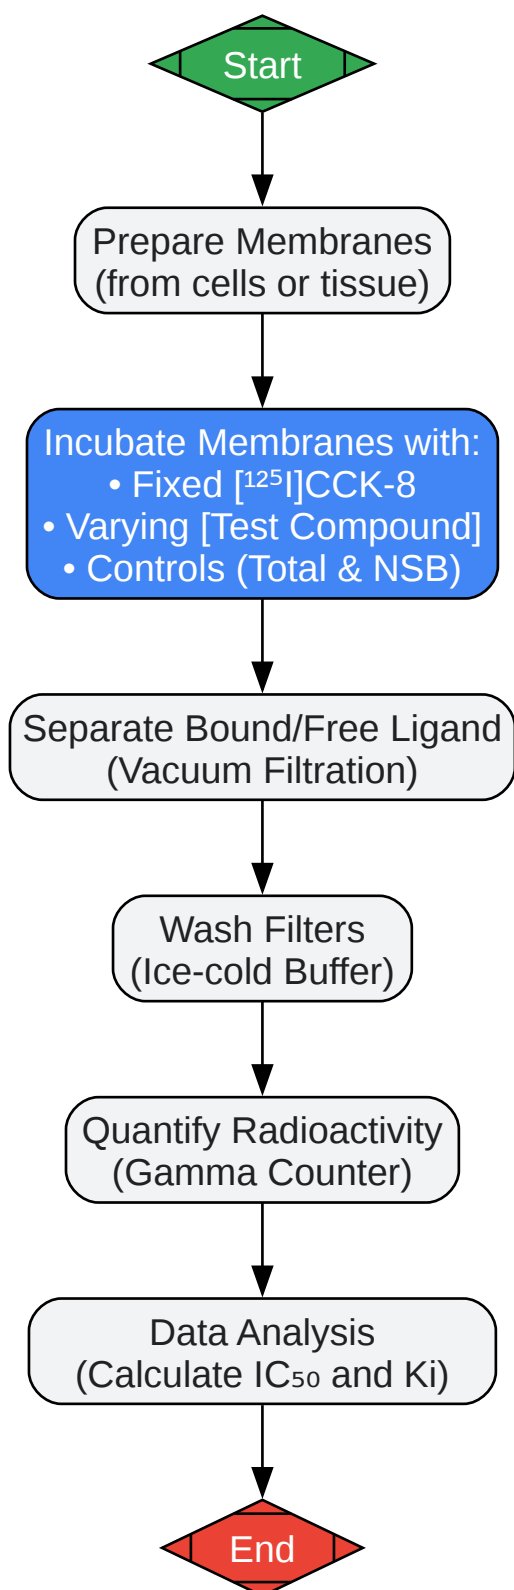 Start
Prepare Membranes
(from cells or tissue)
Incubate Membranes with:
• Fixed [¹²⁵I]CCK-8
• Varying [Test Compound]
• Controls (Total & NSB)
Separate Bound/Free Ligand
(Vacuum Filtration)
Wash Filters
(Ice-cold Buffer)
Quantify Radioactivity
(Gamma Counter)
Data Analysis
(Calculate IC₅₀ and Ki)
End